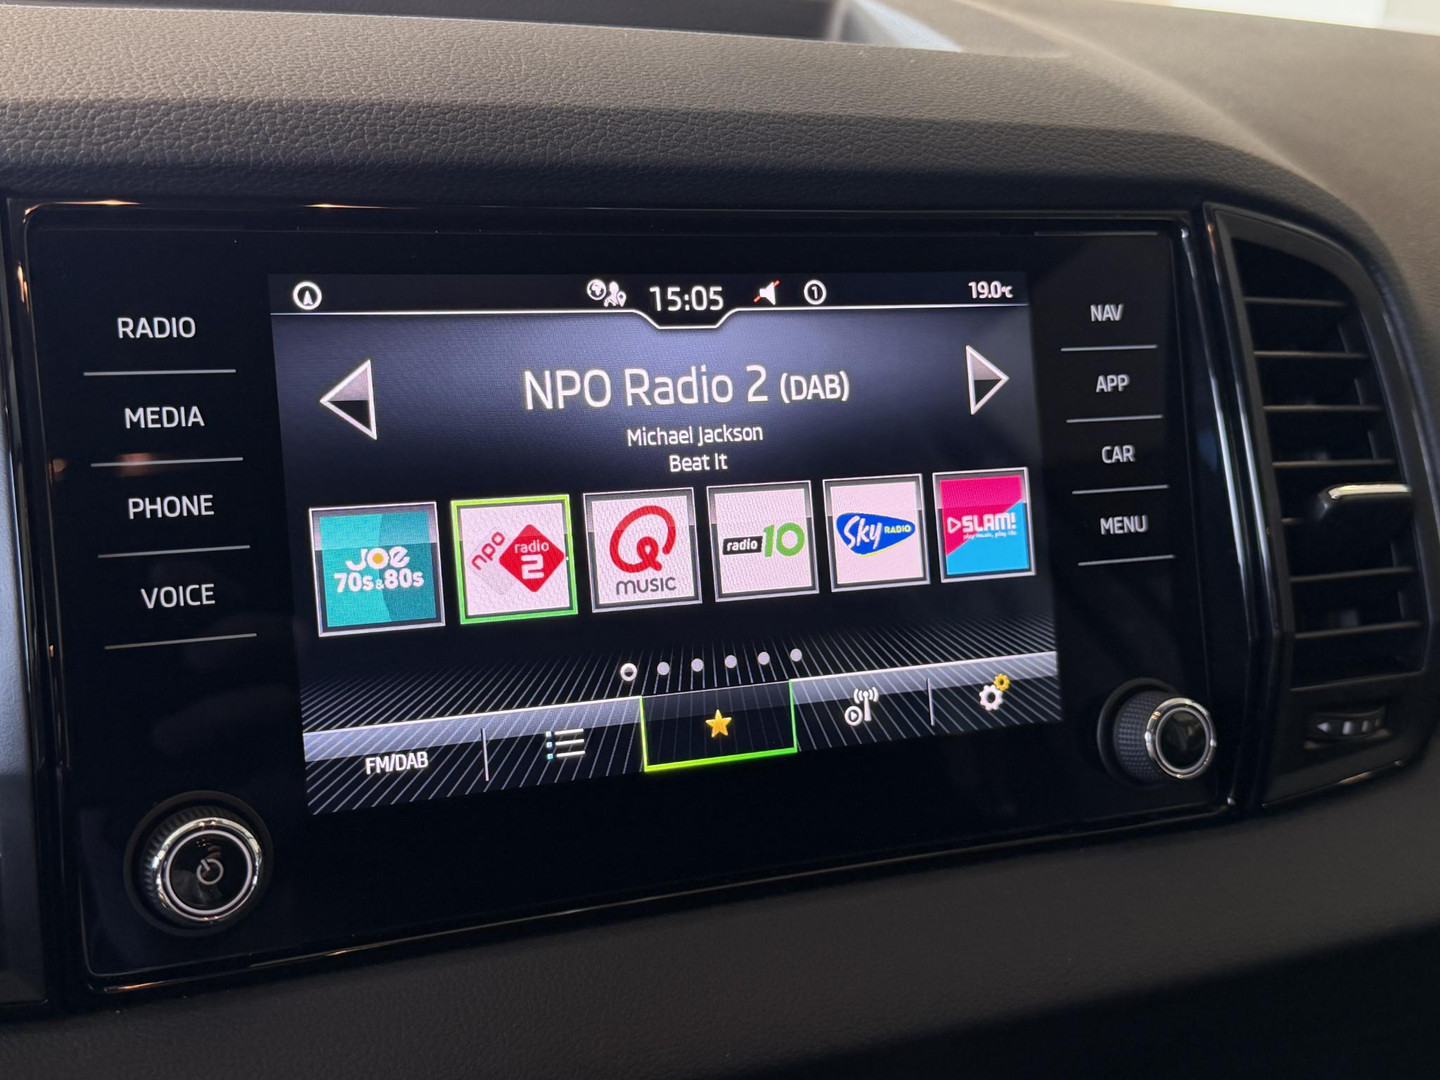 RADIO
MEDIA
PHONE
VOICE
15:05
1
19.0°C
NPO Radio 2 (DAB)
Michael Jackson
Beat It
JOE
70s&80s
npo
radio
2
Q
MUSIC
radio 10
Sky RADIO
SLAM!
FM/DAB
NAV
APP
CAR
MENU